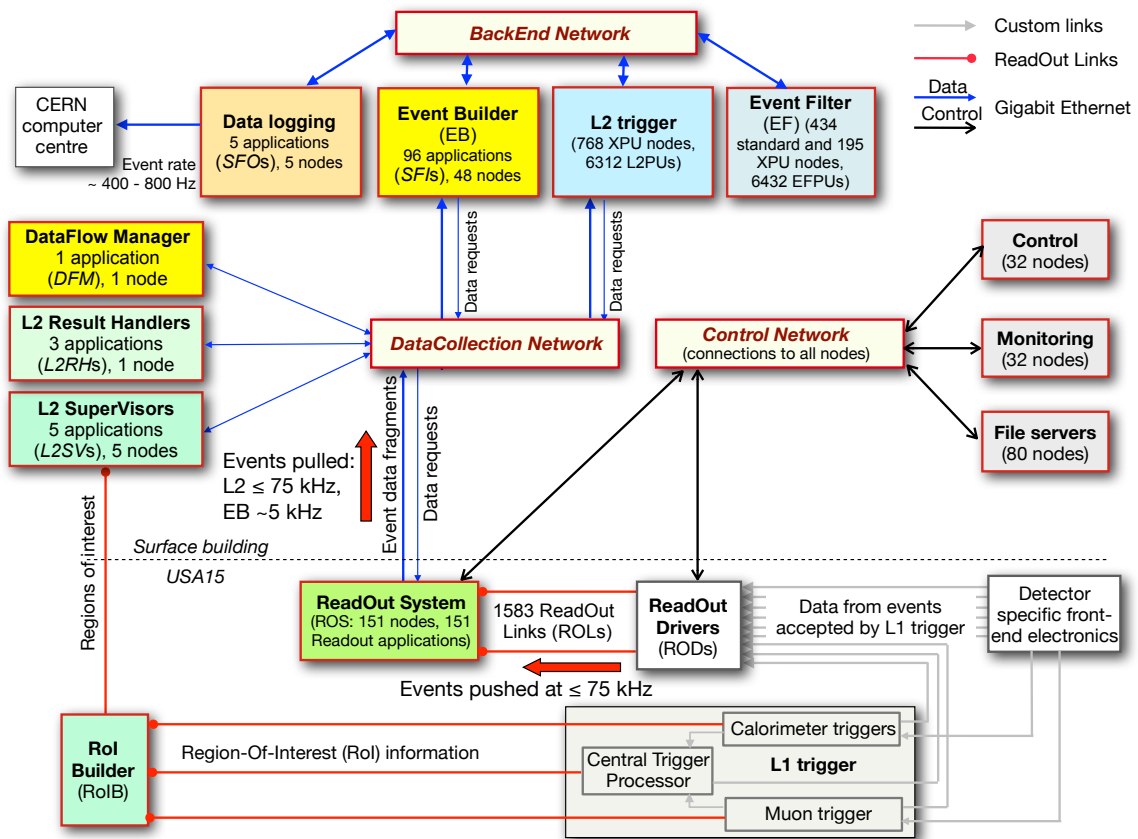 BackEnd Network
Custom links
ReadOut Links
Data
Control
Gigabit Ethernet
CERN
computer
centre
Event rate
~ 400 - 800 Hz
Data logging
5 applications
(SFOs), 5 nodes
Event Builder
(EB)
96 applications
(SFIs), 48 nodes
L2 trigger
(768 XPU nodes,
6312 L2PUs)
Event Filter
(EF) (434
standard and 195
XPU nodes,
6432 EFPUs)
Data requests
Data requests
DataFlow Manager
1 application
(DFM), 1 node
L2 Result Handlers
3 applications
(L2RHs), 1 node
L2 SuperVisors
5 applications
(L2SVs), 5 nodes
DataCollection Network
Control Network
(connections to all nodes)
Control
(32 nodes)
Monitoring
(32 nodes)
File servers
(80 nodes)
Events pulled:
L2 ≤ 75 kHz,
EB ~5 kHz
Event data fragments
Data requests
Regions of interest
Surface building
USA15
ReadOut System
(ROS: 151 nodes, 151
Readout applications)
1583 ReadOut
Links (ROLs)
ReadOut
Drivers
(RODs)
Data from events
accepted by L1 trigger
Detector
specific front-
end electronics
Events pushed at ≤ 75 kHz
RoI
Builder
(RoIB)
Region-Of-Interest (RoI) information
Calorimeter triggers
Central Trigger
Processor
L1 trigger
Muon trigger